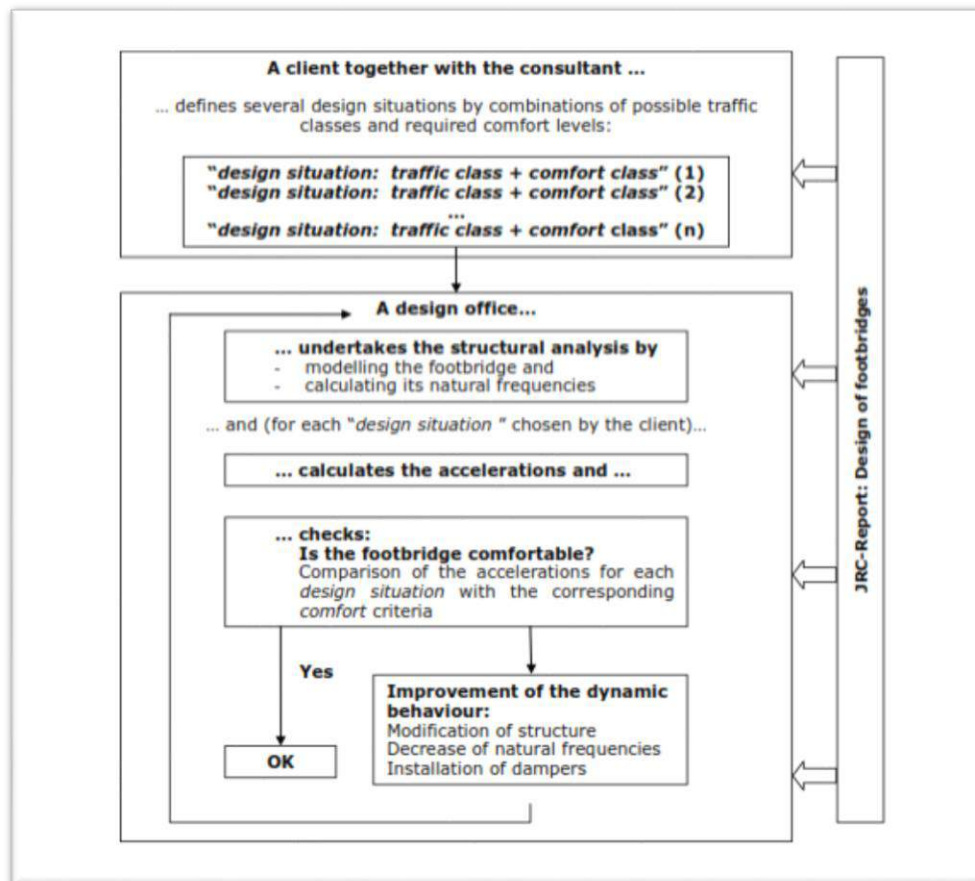 A client together with the consultant ...
... defines several design situations by combinations of possible traffic
classes and required comfort levels:
"design situation: traffic class + comfort class" (1)
"design situation: traffic class + comfort class" (2)
...
"design situation: traffic class + comfort class" (n)
A design office...
... undertakes the structural analysis by
- modelling the footbridge and
- calculating its natural frequencies
... and (for each "design situation " chosen by the client)...
... calculates the accelerations and ...
... checks:
Is the footbridge comfortable?
Comparison of the accelerations for each
design situation with the corresponding
comfort criteria
Yes
OK
Improvement of the dynamic
behaviour:
Modification of structure
Decrease of natural frequencies
Installation of dampers
JRC-Report: Design of footbridges